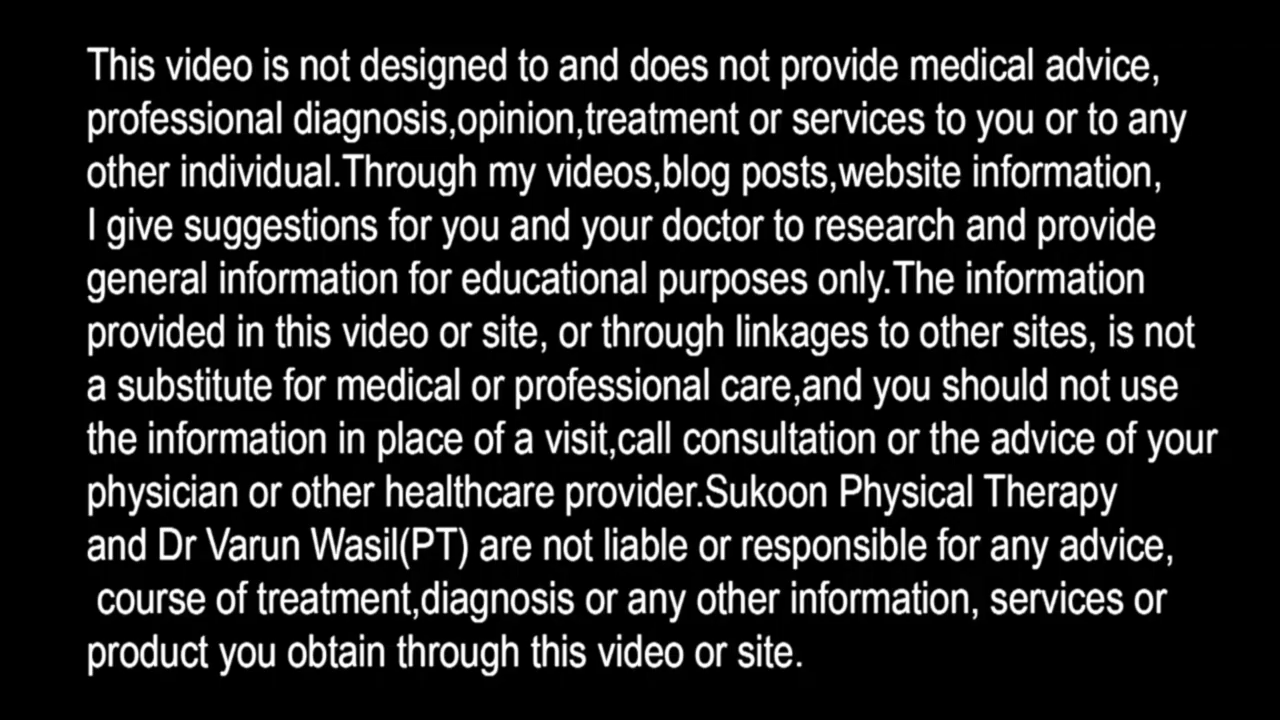 This video is not designed to and does not provide medical advice,
professional diagnosis,opinion,treatment or services to you or to any
other individual.Through my videos,blog posts,website information,
I give suggestions for you and your doctor to research and provide
general information for educational purposes only.The information
provided in this video or site, or through linkages to other sites, is not
a substitute for medical or professional care,and you should not use
the information in place of a visit,call consultation or the advice of your
physician or other healthcare provider.Sukoon Physical Therapy
and Dr Varun Wasil(PT) are not liable or responsible for any advice,
course of treatment,diagnosis or any other information, services or
product you obtain through this video or site.